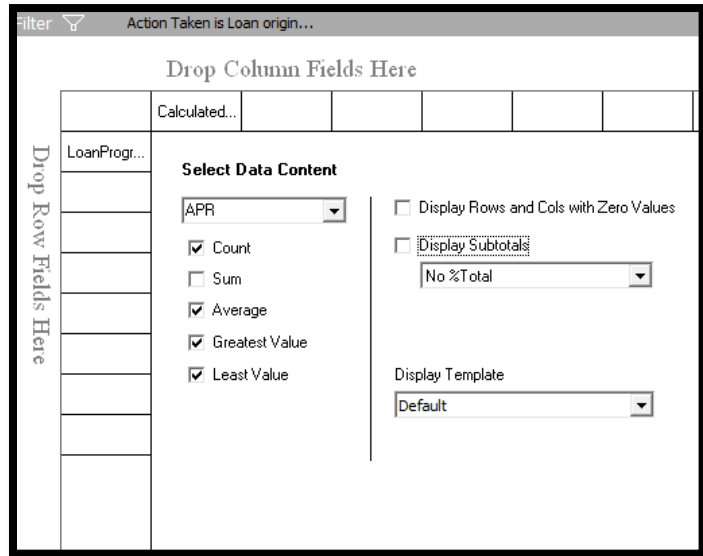 Filter Action Taken is Loan origin...
Drop Column Fields Here
Calculated...
Drop Row Fields Here
LoanProgr...
Select Data Content
APR
Count
Sum
Average
Greatest Value
Least Value
Display Rows and Cols with Zero Values
Display Subtotals
No %Total
Display Template
Default